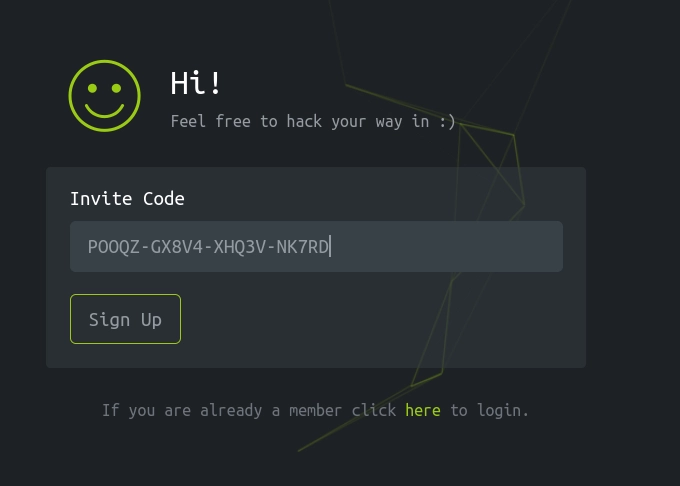 Hi!
Feel free to hack your way in :)
Invite Code
POOQZ-GX8V4-XHQ3V-NK7RD
Sign Up
If you are already a member click here to login.